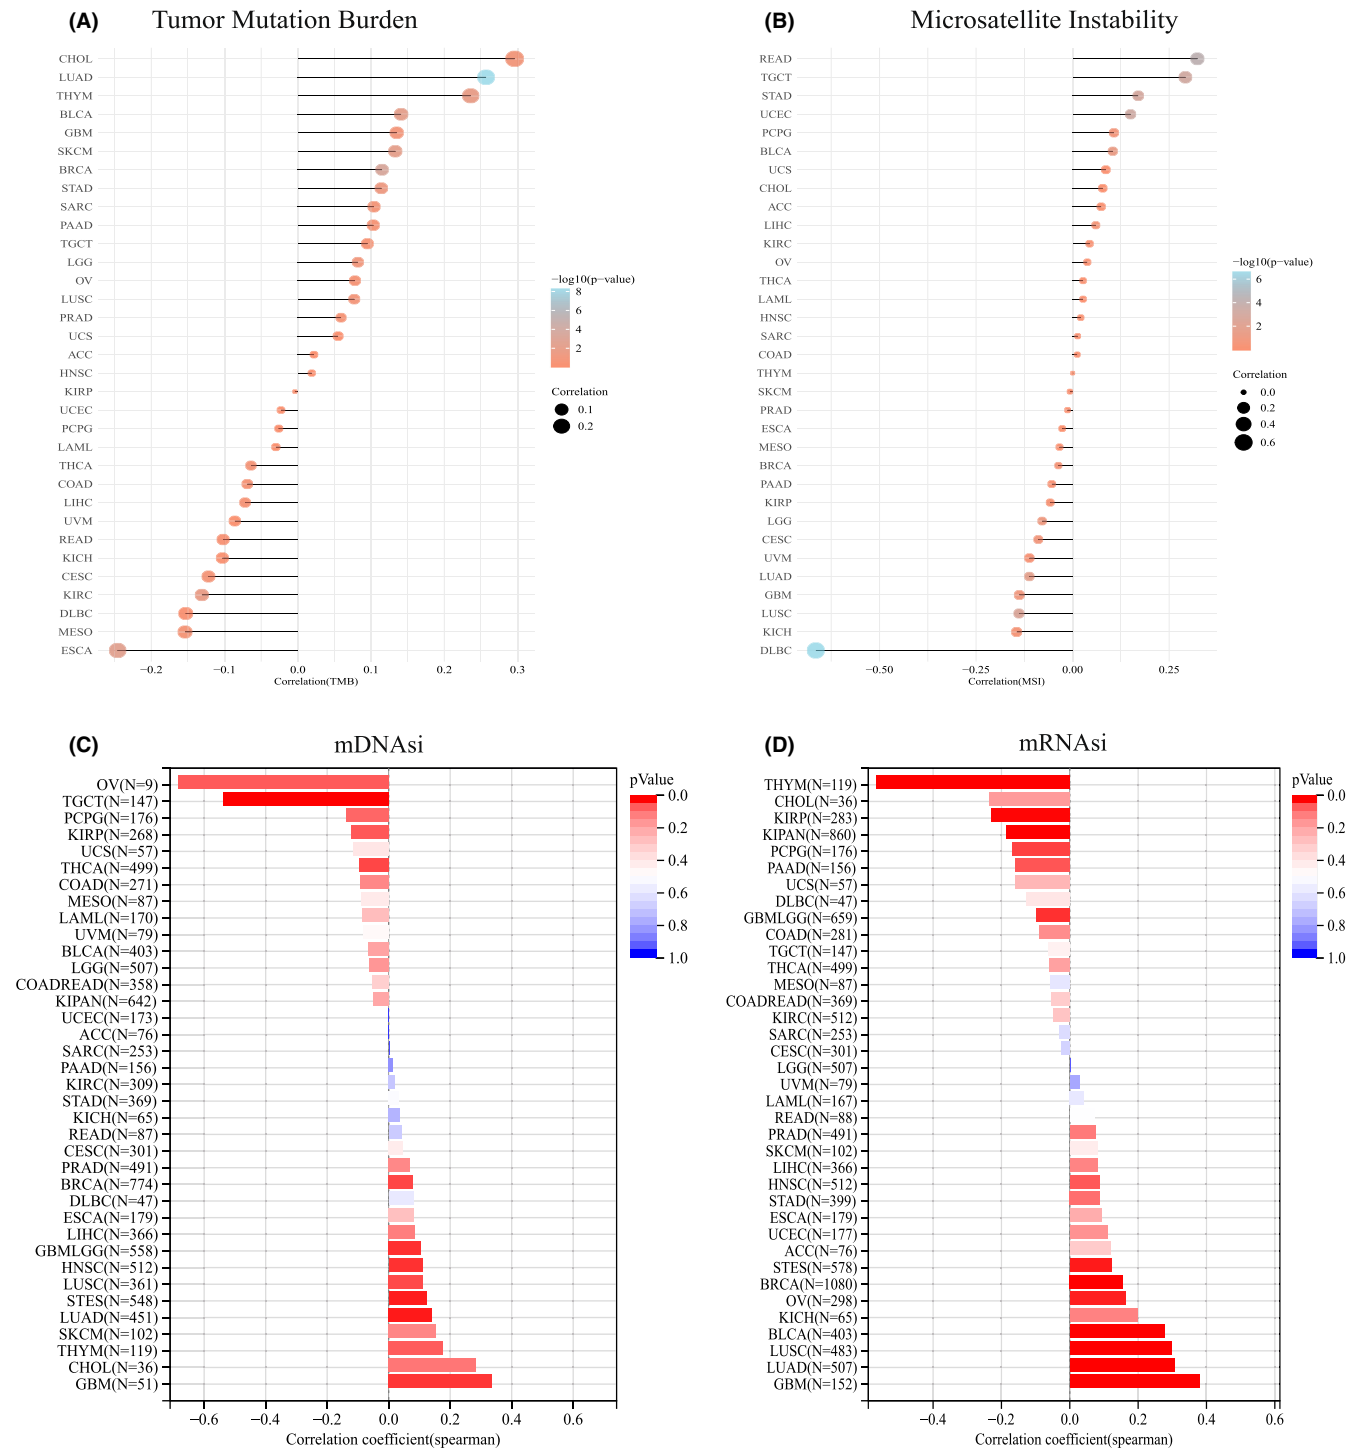 (A) Tumor Mutation Burden
CHOL
LUAD
THYM
BLCA
GBM
SKCM
BRCA
STAD
SARC
PAAD
TGCT
LGG
OV
LUSC
PRAD
UCS
ACC
HNSC
KIRP
UCEC
PCPG
LAML
THCA
COAD
LIHC
UVM
READ
KICH
CESC
KIRC
DLBC
MESO
ESCA
−0.2 −0.1 0.0 0.1 0.2 0.3
Correlation(TMB)
−log10(p−value)
8
6
4
2
Correlation
0.1
0.2
(B) Microsatellite Instability
READ
TGCT
STAD
UCEC
PCPG
BLCA
UCS
CHOL
ACC
LIHC
KIRC
OV
THCA
LAML
HNSC
SARC
COAD
THYM
SKCM
PRAD
ESCA
MESO
BRCA
PAAD
KIRP
LGG
CESC
UVM
LUAD
GBM
LUSC
KICH
DLBC
−0.50 −0.25 0.00 0.25
Correlation(MSI)
−log10(p−value)
6
4
2
Correlation
0.0
0.2
0.4
0.6
(C) mDNAsi
OV(N=9)
TGCT(N=147)
PCPG(N=176)
KIRP(N=268)
UCS(N=57)
THCA(N=499)
COAD(N=271)
MESO(N=87)
LAML(N=170)
UVM(N=79)
BLCA(N=403)
LGG(N=507)
COADREAD(N=358)
KIPAN(N=642)
UCEC(N=173)
ACC(N=76)
SARC(N=253)
PAAD(N=156)
KIRC(N=309)
STAD(N=369)
KICH(N=65)
READ(N=87)
CESC(N=301)
PRAD(N=491)
BRCA(N=774)
DLBC(N=47)
ESCA(N=179)
LIHC(N=366)
GBMLGG(N=558)
HNSC(N=512)
LUSC(N=361)
STES(N=548)
LUAD(N=451)
SKCM(N=102)
THYM(N=119)
CHOL(N=36)
GBM(N=51)
−0.6 −0.4 −0.2 0.0 0.2 0.4 0.6
Correlation coefficient(spearman)
pValue
0.0
0.2
0.4
0.6
0.8
1.0
(D) mRNAsi
THYM(N=119)
CHOL(N=36)
KIRP(N=283)
KIPAN(N=860)
PCPG(N=176)
PAAD(N=156)
UCS(N=57)
DLBC(N=47)
GBMLGG(N=659)
COAD(N=281)
TGCT(N=147)
THCA(N=499)
MESO(N=87)
COADREAD(N=369)
KIRC(N=512)
SARC(N=253)
CESC(N=301)
LGG(N=507)
UVM(N=79)
LAML(N=167)
READ(N=88)
PRAD(N=491)
SKCM(N=102)
LIHC(N=366)
HNSC(N=512)
STAD(N=399)
ESCA(N=179)
UCEC(N=177)
ACC(N=76)
STES(N=578)
BRCA(N=1080)
OV(N=298)
KICH(N=65)
BLCA(N=403)
LUSC(N=483)
LUAD(N=507)
GBM(N=152)
−0.4 −0.2 0.0 0.2 0.4 0.6
Correlation coefficient(spearman)
pValue
0.0
0.2
0.4
0.6
0.8
1.0